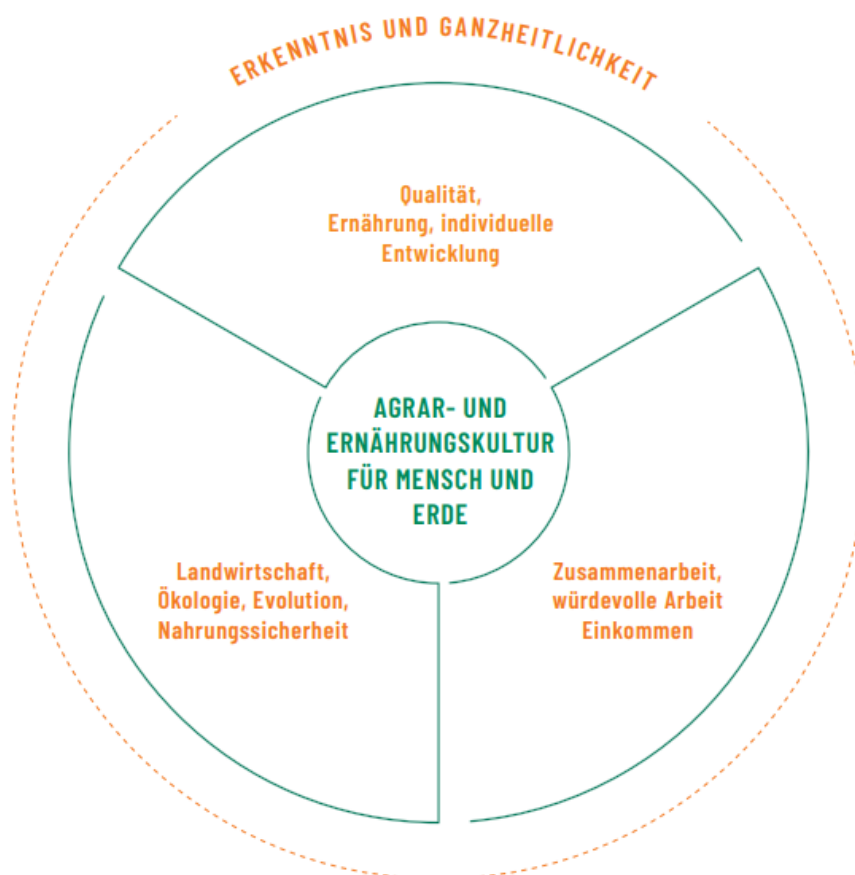 ERKENNTNIS UND GANZHEITLICHKEIT
Qualität,
Ernährung, individuelle
Entwicklung
AGRAR- UND
ERNÄHRUNGSKULTUR
FÜR MENSCH UND
ERDE
Landwirtschaft,
Ökologie, Evolution,
Nahrungssicherheit
Zusammenarbeit,
würdevolle Arbeit
Einkommen